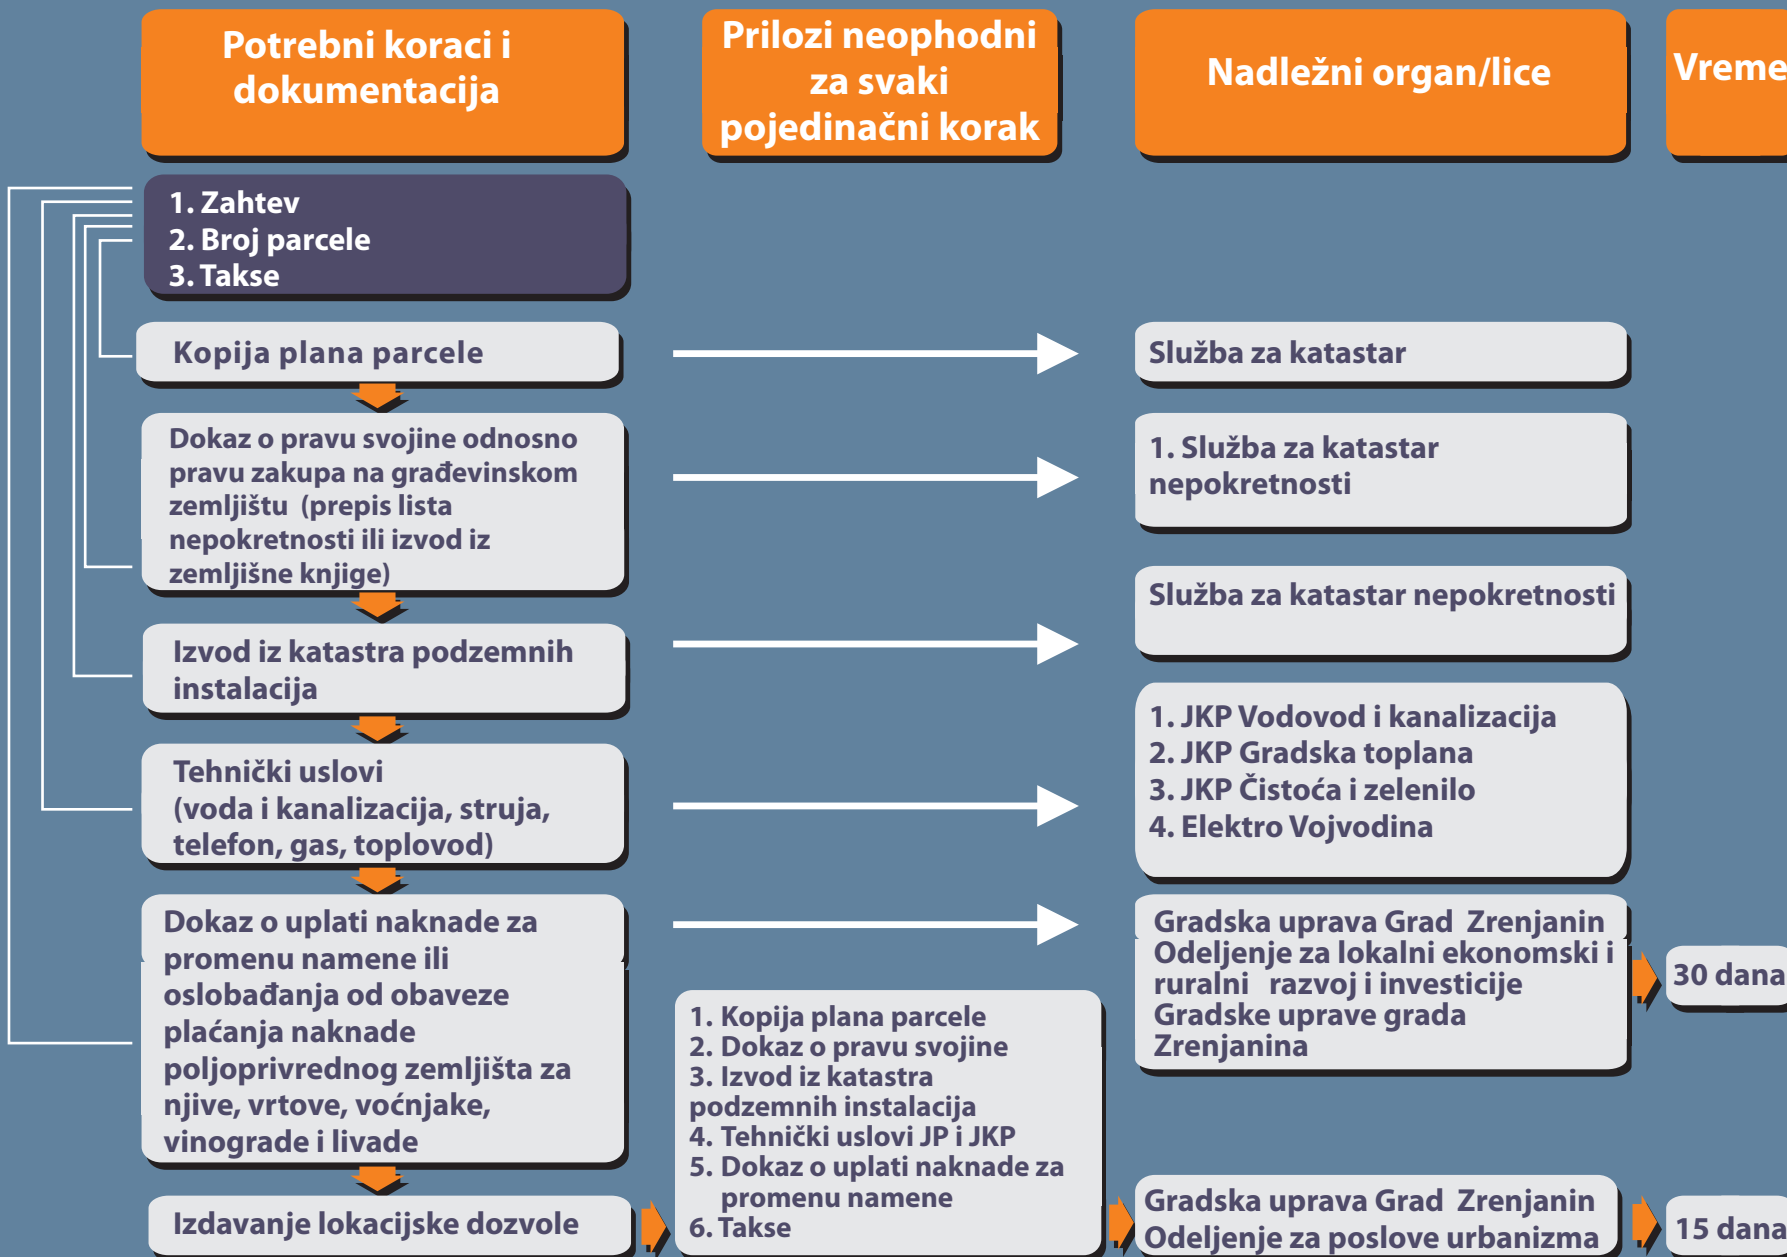 Potrebni koraci i
dokumentacija
Prilozi neophodni
za svaki
pojedinačni korak
Nadležni organ/lice
Vreme
1. Zahtev
2. Broj parcele
3. Takse
Kopija plana parcele
Služba za katastar
Dokaz o pravu svojine odnosno
pravu zakupa na građevinskom
zemljištu (prepis lista
nepokretnosti ili izvod iz
zemljišne knjige)
1. Služba za katastar
nepokretnosti
Izvod iz katastra podzemnih
instalacija
Služba za katastar nepokretnosti
Tehnički uslovi
(voda i kanalizacija, struja,
telefon, gas, toplovod)
1. JKP Vodovod i kanalizacija
2. JKP Gradska toplana
3. JKP Čistoća i zelenilo
4. Elektro Vojvodina
Dokaz o uplati naknade za
promenu namene ili
oslobađanja od obaveze
plaćanja naknade
poljoprivrednog zemljišta za
njive, vrtove, voćnjake,
vinograde i livade
Gradska uprava Grad Zrenjanin
Odeljenje za lokalni ekonomski i
ruralni razvoj i investicije
Gradske uprave grada
Zrenjanina
30 dana
Izdavanje lokacijske dozvole
1. Kopija plana parcele
2. Dokaz o pravu svojine
3. Izvod iz katastra
podzemnih instalacija
4. Tehnički uslovi JP i JKP
5. Dokaz o uplati naknade za
promenu namene
6. Takse
Gradska uprava Grad Zrenjanin
Odeljenje za poslove urbanizma
15 dana